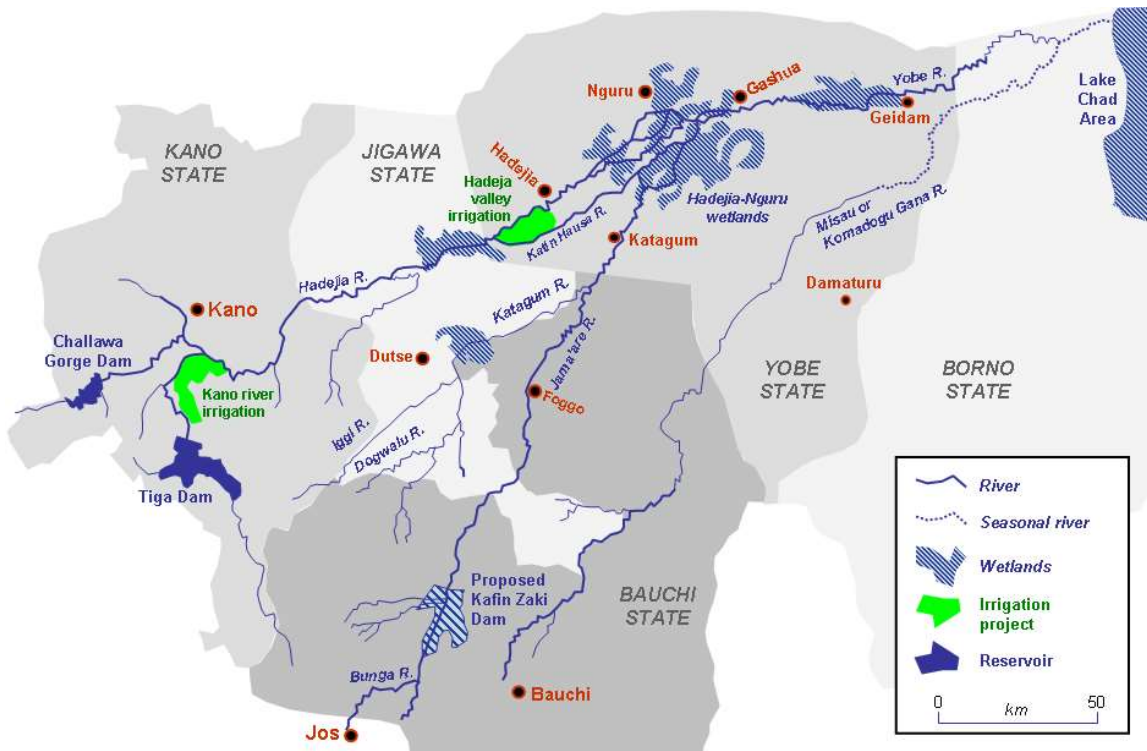 Nguru
Gashua
Yobe R.
Lake
Chad
Area
Geidam
KANO
STATE
JIGAWA
STATE
Hadejia
Hadeja
valley
irrigation
Hadejia-Nguru
wetlands
Misau or
Komadogu Gana R.
Kafin Hausa R.
Katagum
Hadejia R.
Damaturu
Kano
Katagum R.
Challawa
Gorge Dam
Dutse
Jama'are R.
YOBE
STATE
BORNO
STATE
Kano river
irrigation
Foggo
Iggi R.
Dogwalu R.
Tiga Dam
River
Seasonal river
Wetlands
Irrigation
project
Reservoir
0
50
km
Proposed
Kafin Zaki
Dam
BAUCHI
STATE
Bunga R.
Bauchi
Jos